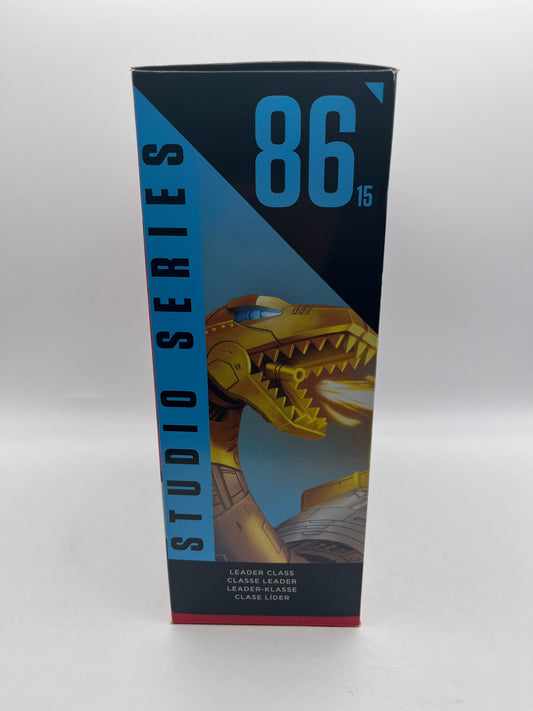 STUDIO SERIES
86
15
LEADER CLASS
CLASSE LEADER
LEADER-KLASSE
CLASE LÍDER